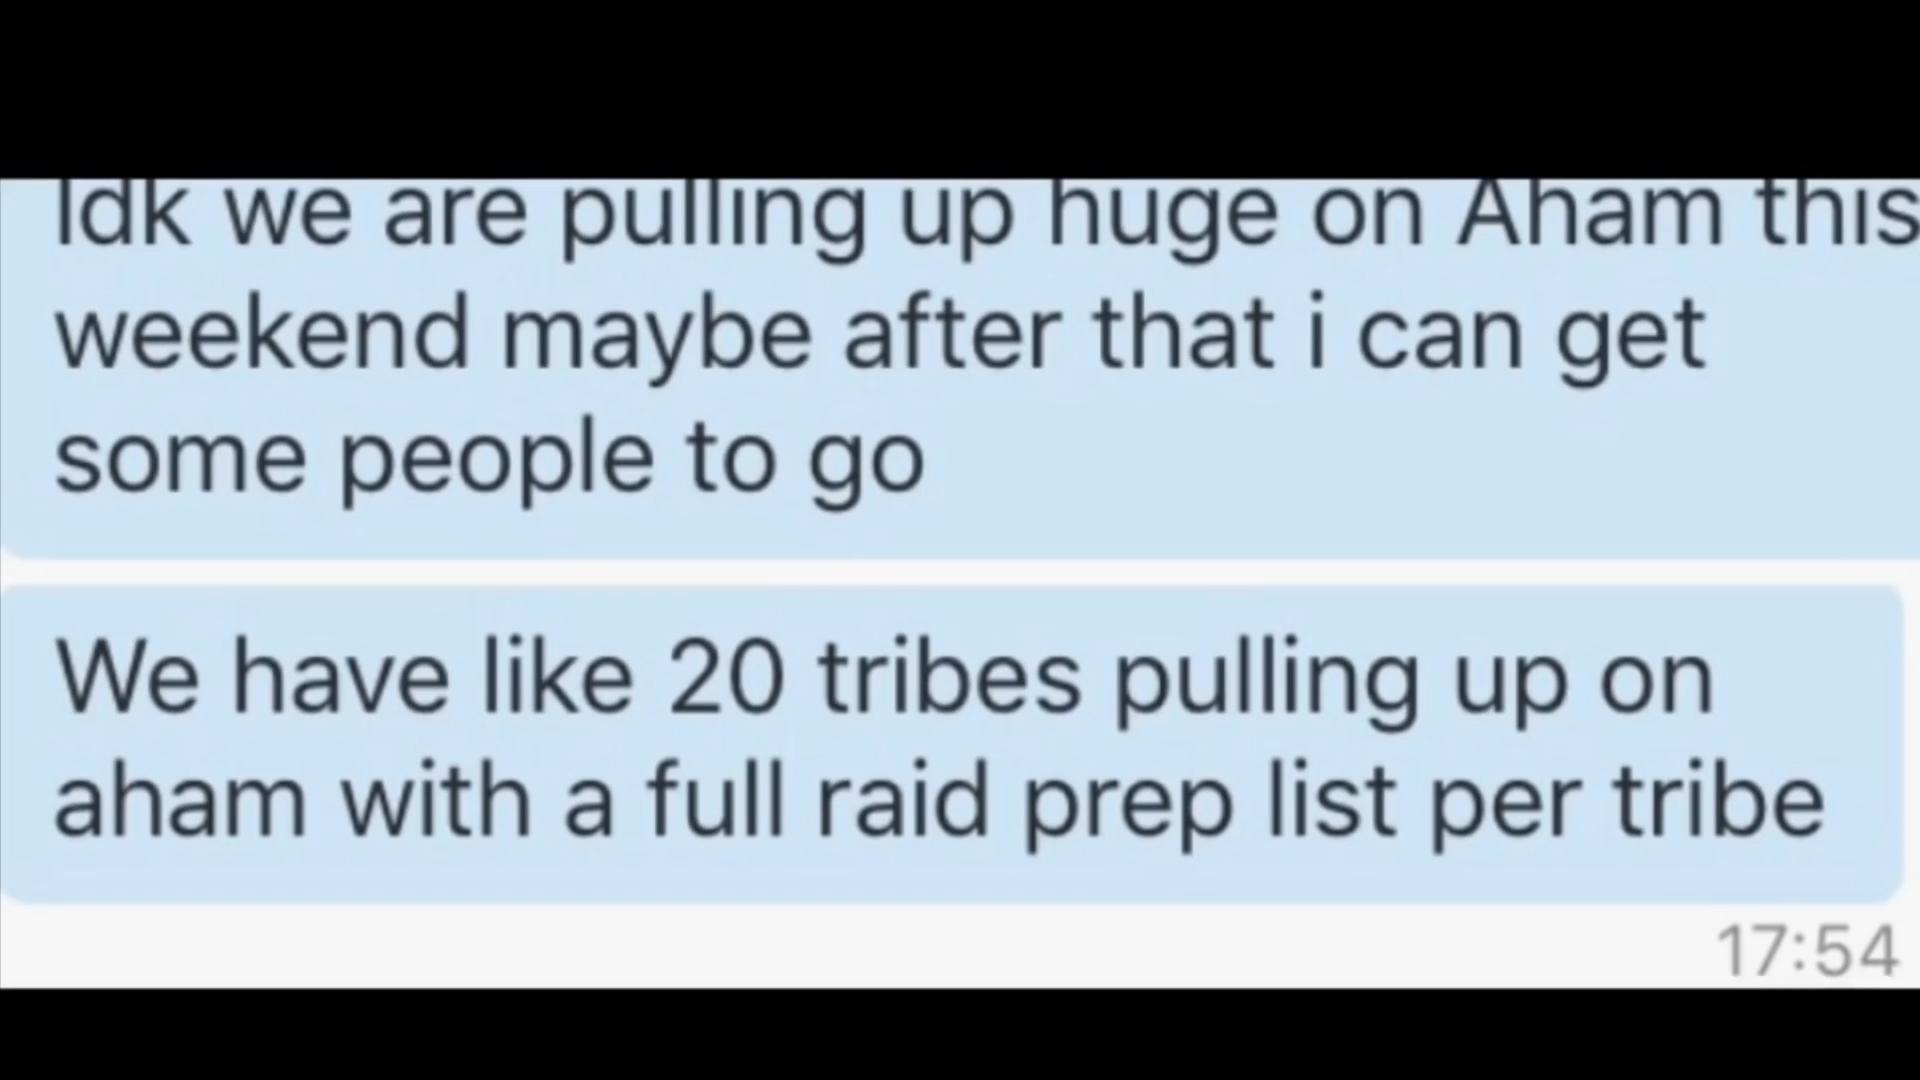 Idk we are pulling up huge on Aham this
weekend maybe after that i can get
some people to go
We have like 20 tribes pulling up on
aham with a full raid prep list per tribe
17:54